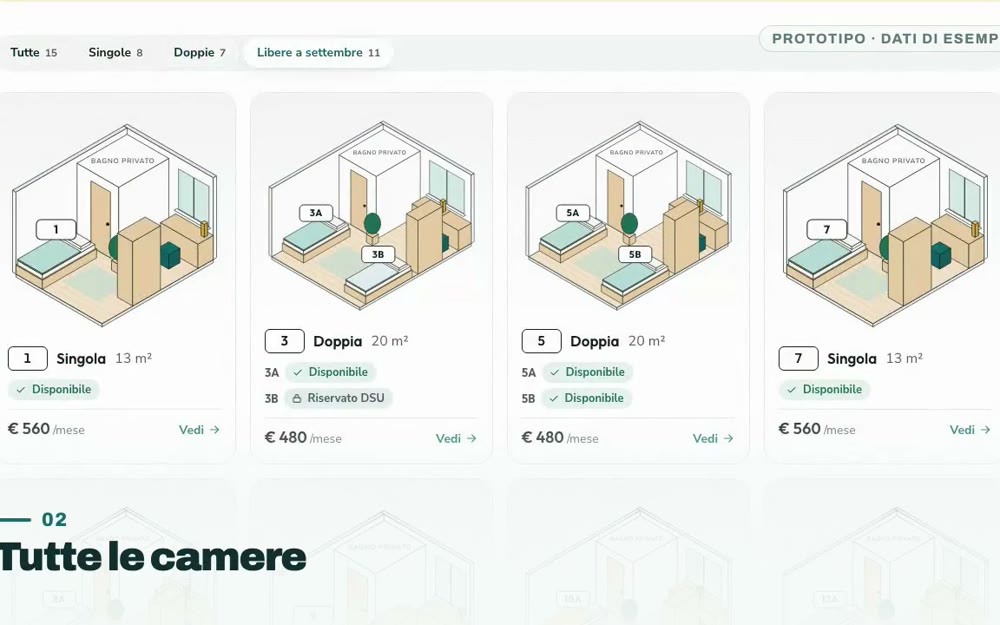 Tutte 15 Singole 8 Doppie 7 Libere a settembre 11
PROTOTIPO · DATI DI ESEMP
BAGNO PRIVATO
1
1 Singola 13 m²
Disponibile
€ 560 /mese Vedi →
BAGNO PRIVATO
3A
3B
3 Doppia 20 m²
3A Disponibile
3B Riservato DSU
€ 480 /mese Vedi →
BAGNO PRIVATO
5A
5B
5 Doppia 20 m²
5A Disponibile
5B Disponibile
€ 480 /mese Vedi →
BAGNO PRIVATO
7
7 Singola 13 m²
Disponibile
€ 560 /mese Vedi →
02
Tutte le camere